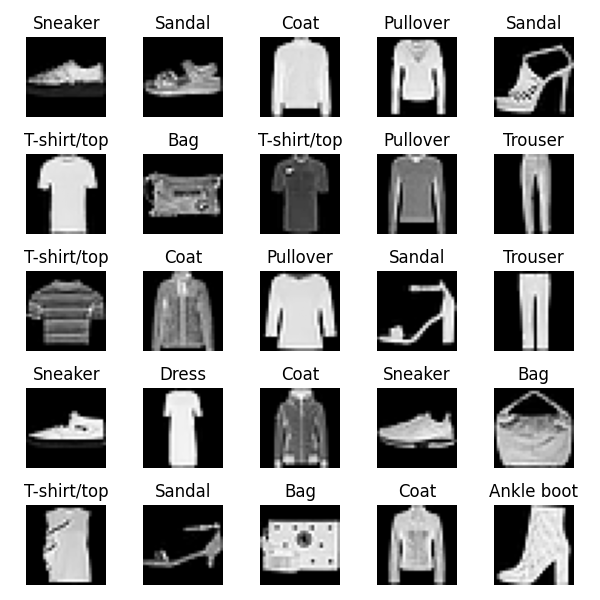 Sneaker Sandal Coat Pullover Sandal
T-shirt/top Bag T-shirt/top Pullover Trouser
T-shirt/top Coat Pullover Sandal Trouser
Sneaker Dress Coat Sneaker Bag
T-shirt/top Sandal Bag Coat Ankle boot